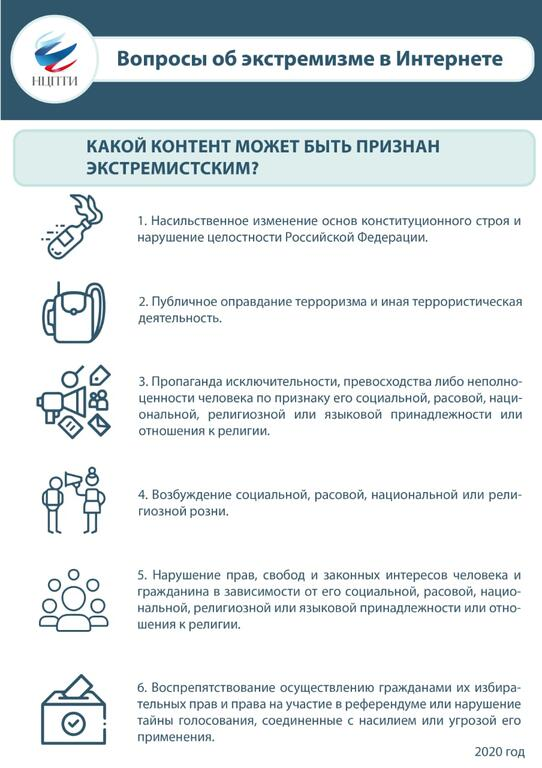 НЦПТИ
Вопросы об экстремизме в Интернете
КАКОЙ КОНТЕНТ МОЖЕТ БЫТЬ ПРИЗНАН
ЭКСТРЕМИСТСКИМ?
1. Насильственное изменение основ конституционного строя и
нарушение целостности Российской Федерации.
2. Публичное оправдание терроризма и иная террористическая
деятельность.
3. Пропаганда исключительности, превосходства либо неполно-
ценности человека по признаку его социальной, расовой, наци-
ональной, религиозной или языковой принадлежности или
отношения к религии.
4. Возбуждение социальной, расовой, национальной или рели-
гиозной розни.
5. Нарушение прав, свобод и законных интересов человека и
гражданина в зависимости от его социальной, расовой, нацио-
нальной, религиозной или языковой принадлежности или отно-
шения к религии.
6. Воспрепятствование осуществлению гражданами их избира-
тельных прав и права на участие в референдуме или нарушение
тайны голосования, соединенные с насилием или угрозой его
применения.
2020 год